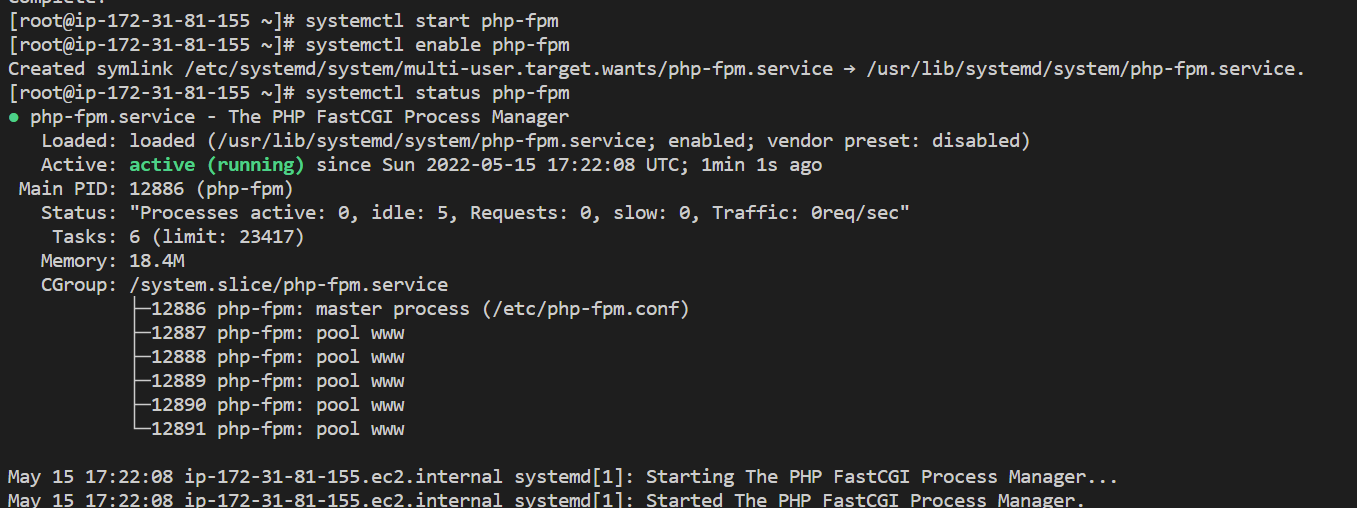 Complete!
[root@ip-172-31-81-155 ~]# systemctl start php-fpm
[root@ip-172-31-81-155 ~]# systemctl enable php-fpm
Created symlink /etc/systemd/system/multi-user.target.wants/php-fpm.service → /usr/lib/systemd/system/php-fpm.service.
[root@ip-172-31-81-155 ~]# systemctl status php-fpm
● php-fpm.service - The PHP FastCGI Process Manager
   Loaded: loaded (/usr/lib/systemd/system/php-fpm.service; enabled; vendor preset: disabled)
   Active: active (running) since Sun 2022-05-15 17:22:08 UTC; 1min 1s ago
 Main PID: 12886 (php-fpm)
   Status: "Processes active: 0, idle: 5, Requests: 0, slow: 0, Traffic: 0req/sec"
    Tasks: 6 (limit: 23417)
   Memory: 18.4M
   CGroup: /system.slice/php-fpm.service
           ├─12886 php-fpm: master process (/etc/php-fpm.conf)
           ├─12887 php-fpm: pool www
           ├─12888 php-fpm: pool www
           ├─12889 php-fpm: pool www
           ├─12890 php-fpm: pool www
           └─12891 php-fpm: pool www
May 15 17:22:08 ip-172-31-81-155.ec2.internal systemd[1]: Starting The PHP FastCGI Process Manager...
May 15 17:22:08 ip-172-31-81-155.ec2.internal systemd[1]: Started The PHP FastCGI Process Manager.